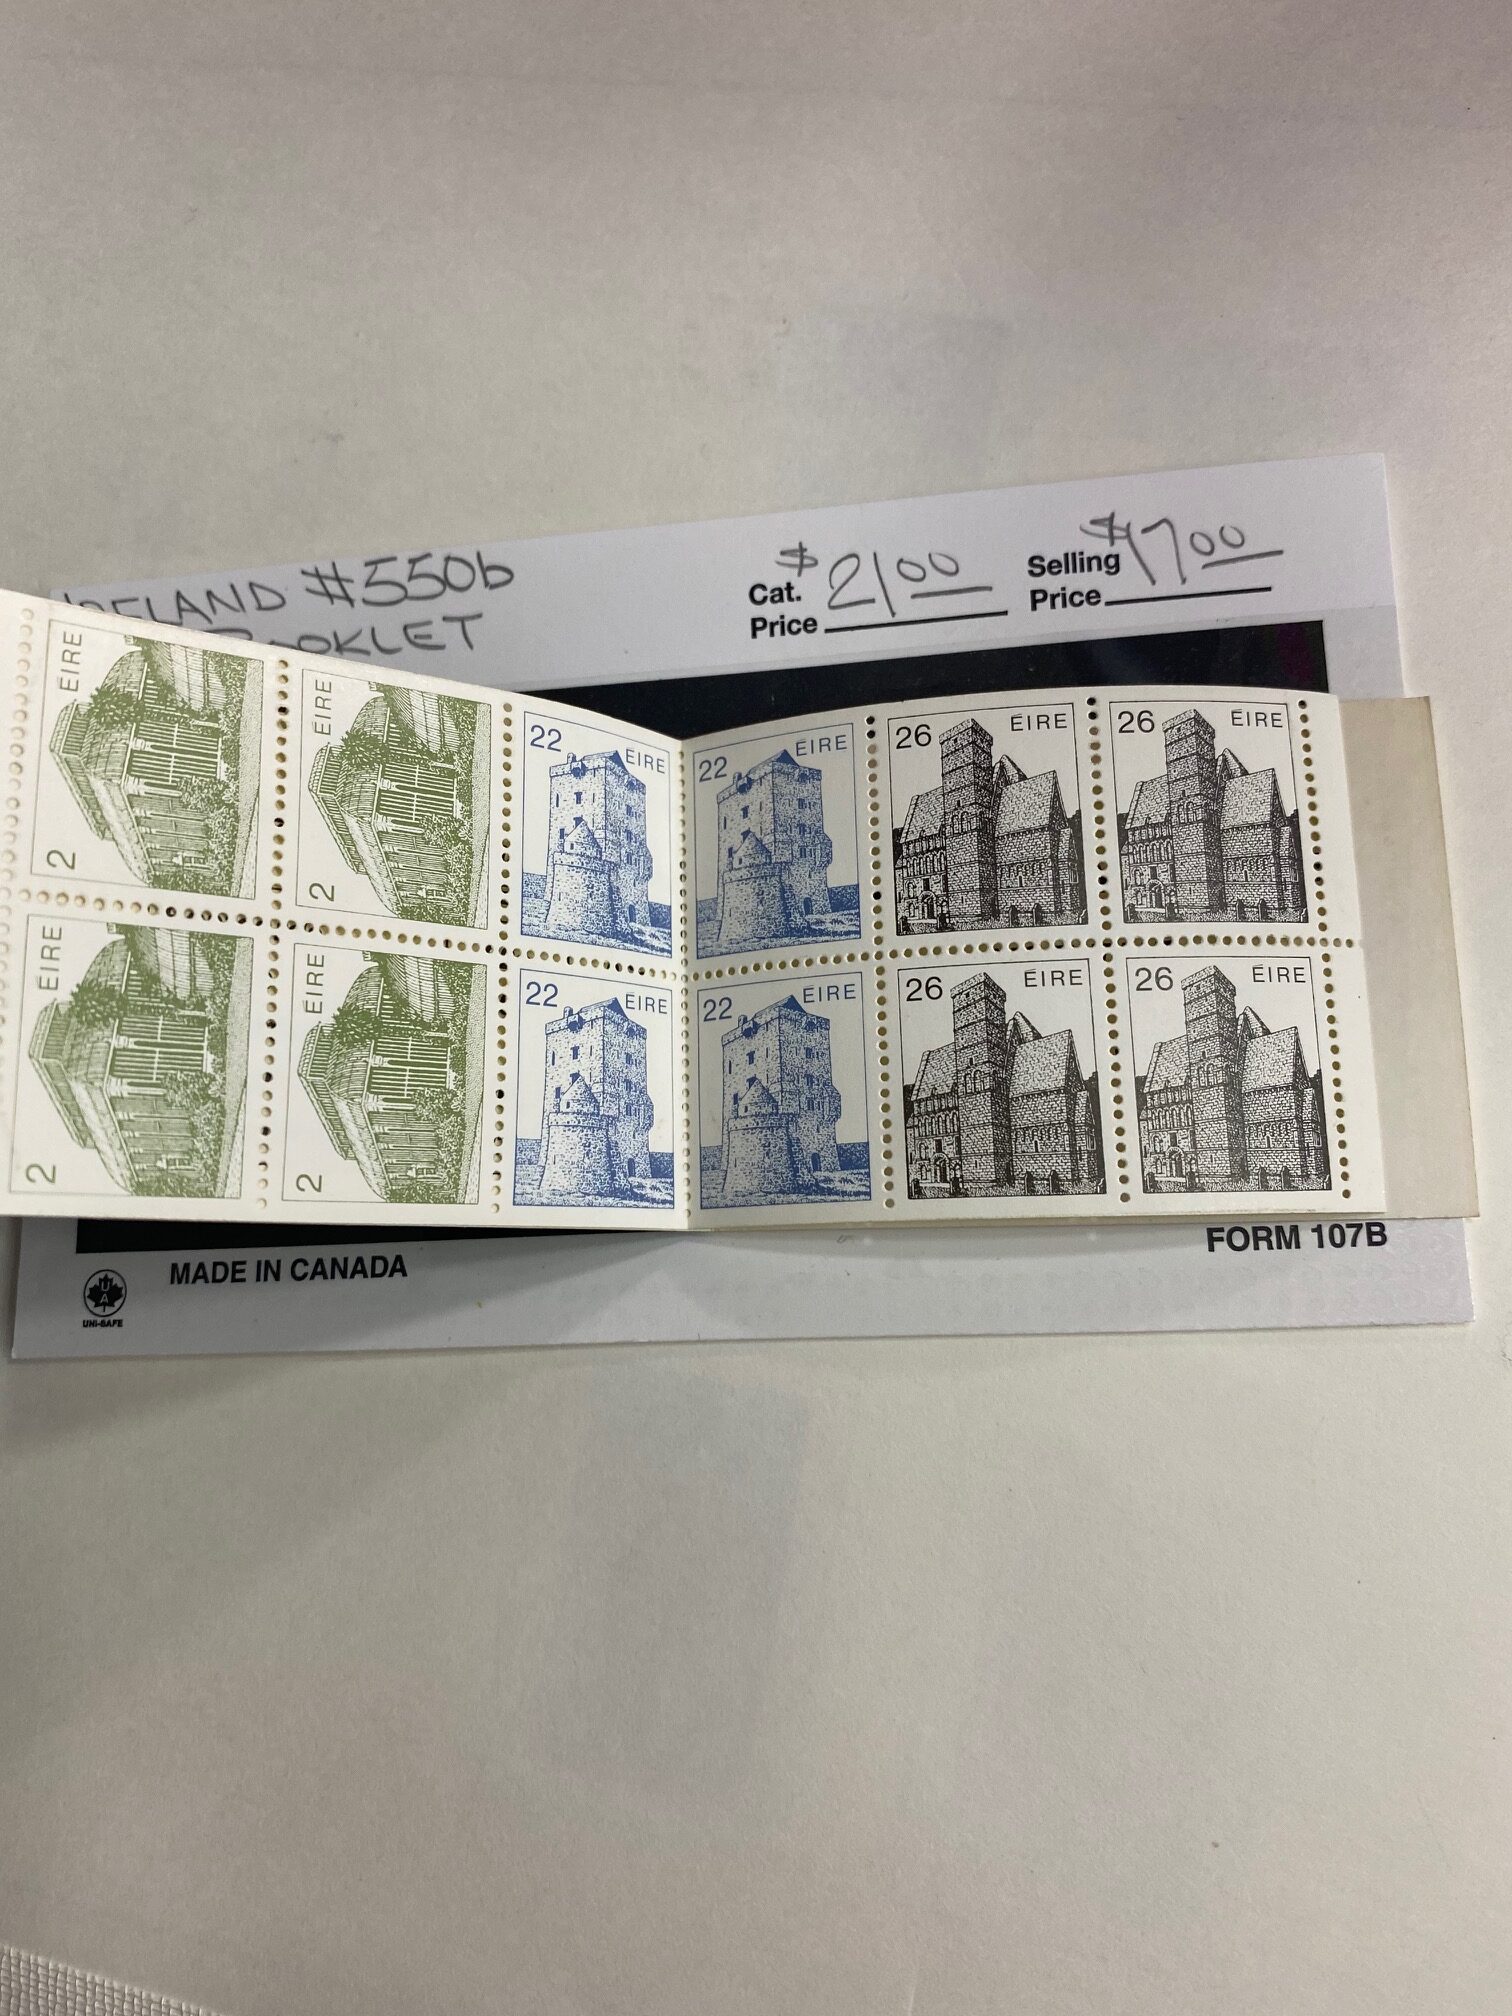 #550b
BOOKLET
Cat.
Price
$21.00
Selling
Price
$17.00
2 ÉIRE
2 ÉIRE
22 ÉIRE
22 ÉIRE
26 ÉIRE
26 ÉIRE
2 ÉIRE
2 ÉIRE
22 ÉIRE
22 ÉIRE
26 ÉIRE
26 ÉIRE
UNI-SAFE
MADE IN CANADA
FORM 107B